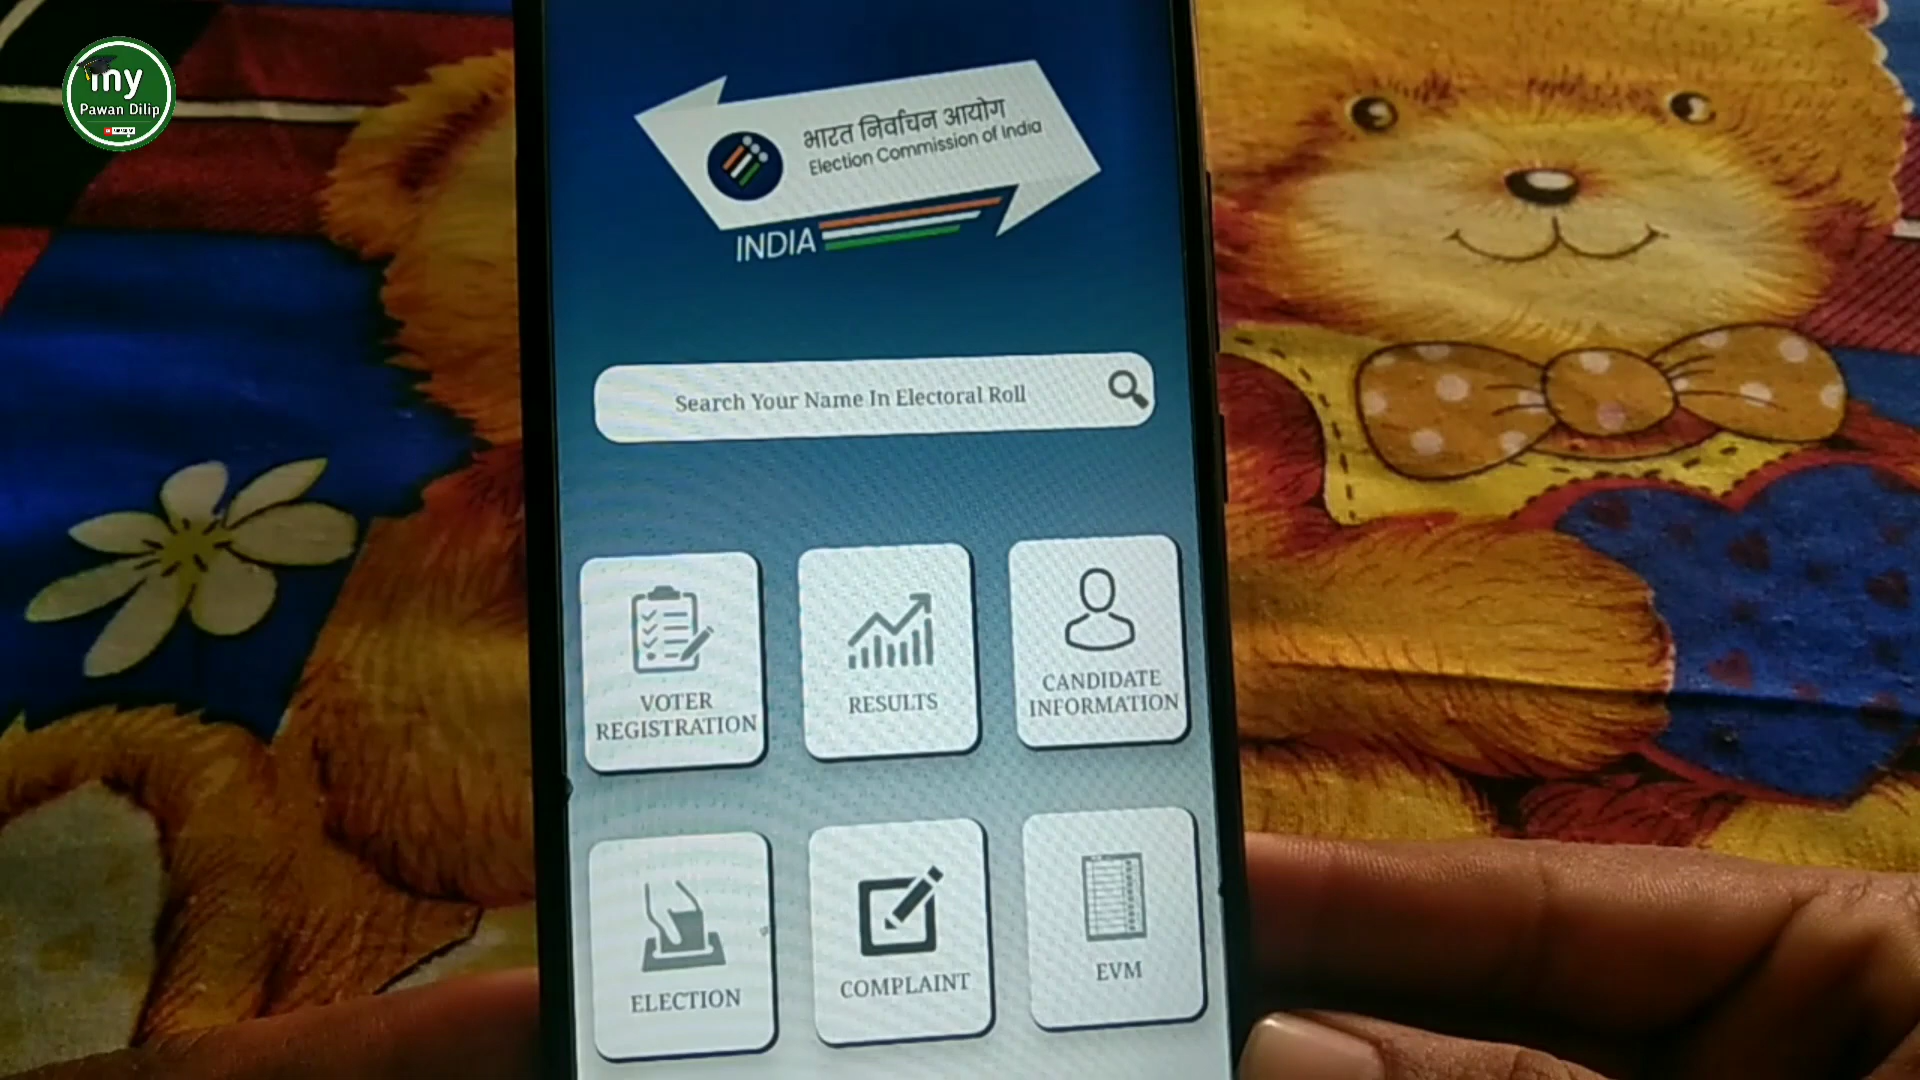 my
Pawan Dilip
SUBSCRIBE
भारत निर्वाचन आयोग
Election Commission of India
INDIA
Search Your Name In Electoral Roll
VOTER
REGISTRATION
RESULTS
CANDIDATE
INFORMATION
ELECTION
COMPLAINT
EVM